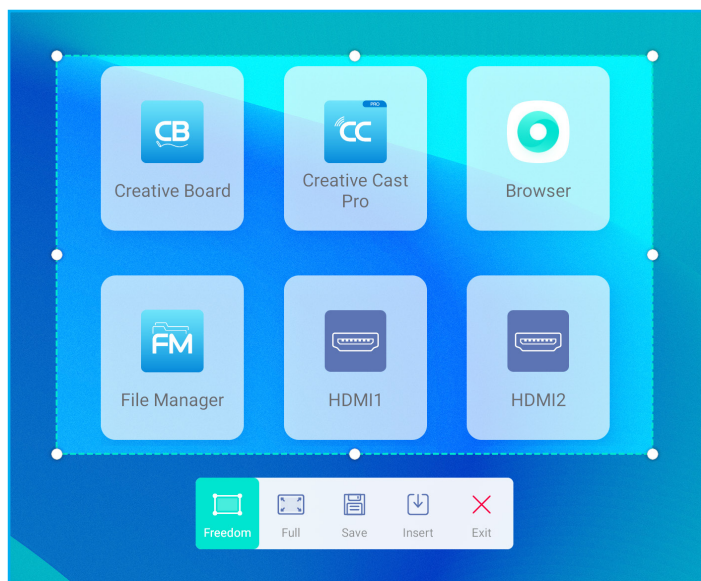 CB
PRO
CC
Creative Board
Creative Cast
Pro
Browser
FM
File Manager
HDMI1
HDMI2
Freedom
Full
Save
Insert
Exit